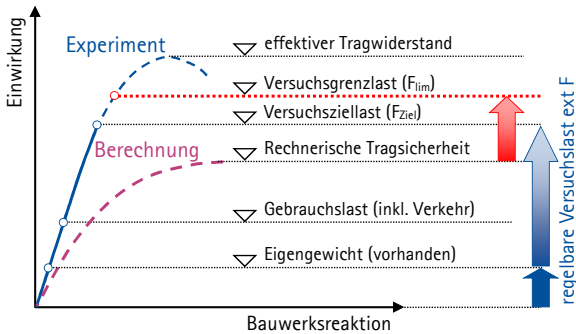 Einwirkung
Experiment
effektiver Tragwiderstand
Versuchsgrenzlast (Flim)
Versuchsziellast (FZiel)
Berechnung
Rechnerische Tragsicherheit
Gebrauchslast (inkl. Verkehr)
Eigengewicht (vorhanden)
regelbare Versuchslast ext F
Bauwerksreaktion